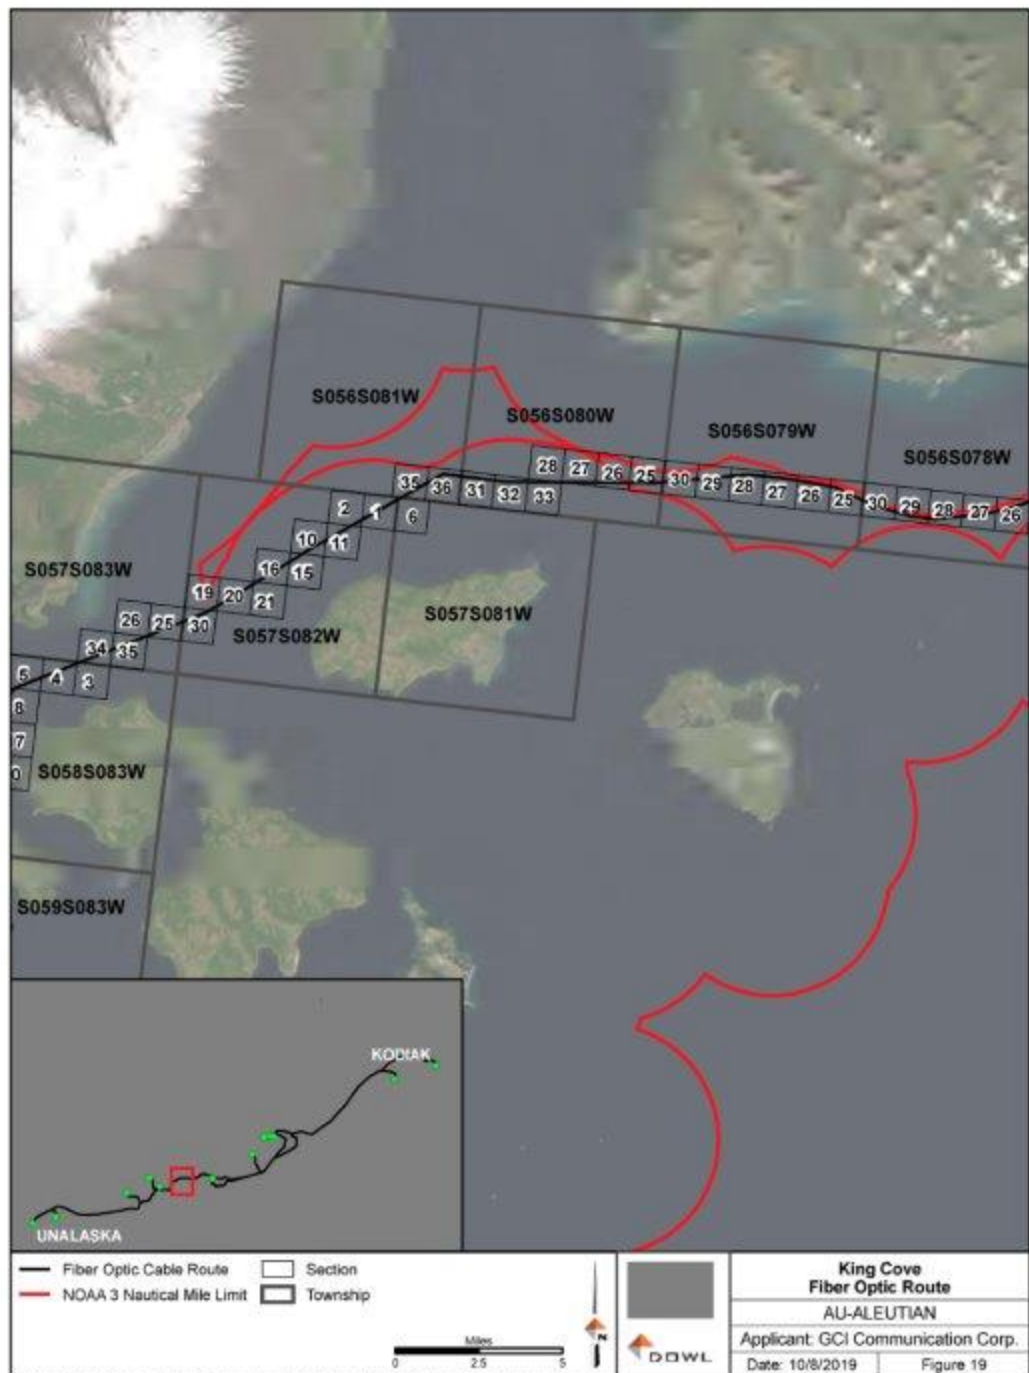 S056S081W
S056S080W
S056S079W
S056S078W
28 27 26 25 30 29 28 27 26 25 30 29 28 27 26
35 36 31 32 33
2 1 6
10 11
16 15
S057S083W
19 20 21
S057S081W
26 25 30
S057S082W
34 35
5 4 3
8
7
0
S058S083W
S059S083W
KODIAK
UNALASKA
Fiber Optic Cable Route
Section
NOAA 3 Nautical Mile Limit
Township
Miles
0 2.5 5
N
DOWL
King Cove
Fiber Optic Route
AU-ALEUTIAN
Applicant: GCI Communication Corp.
Date: 10/8/2019
Figure 19